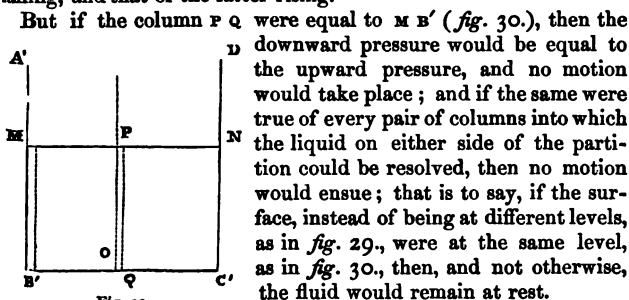 But if the column P Q were equal to M B′ (fig. 30.), then the
downward pressure would be equal to
the upward pressure, and no motion
would take place; and if the same were
true of every pair of columns into which
the liquid on either side of the parti-
tion could be resolved, then no motion
would ensue; that is to say, if the sur-
face, instead of being at different levels,
as in fig. 29., were at the same level,
as in fig. 30., then, and not otherwise,
the fluid would remain at rest.
A′ D
M P N
O
B′ Q C′